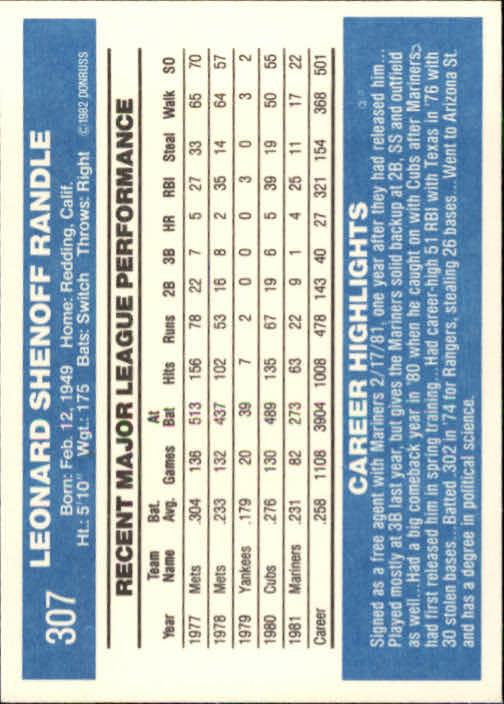 307 LEONARD SHENOFF RANDLE
Born: Feb. 12, 1949 Home: Redding, Calif.
Ht.: 5'10" Wgt.: 175 Bats: Switch Throws: Right ©1982 DONRUSS
RECENT MAJOR LEAGUE PERFORMANCE
Year Team Name Bat. Avg. Games At Bat Hits Runs 2B 3B HR RBI Steal Walk SO
1977 Mets .304 136 513 156 78 22 7 5 27 33 65 70
1978 Mets .233 132 437 102 53 16 8 2 35 14 64 57
1979 Yankees .179 20 39 7 2 0 0 0 3 0 3 2
1980 Cubs .276 130 489 135 67 19 6 5 39 19 50 55
1981 Mariners .231 82 273 63 22 9 1 4 25 11 17 22
Career .258 1108 3904 1008 478 143 40 27 321 154 368 501
CAREER HIGHLIGHTS
Signed as a free agent with Mariners 2/17/81, one year after they had released him...
Played mostly at 3B last year, but gives the Mariners solid backup at 2B, SS and outfield
as well...Had a big comeback year in '80 when he caught on with Cubs after Mariners
had first released him in spring training...Had career-high 51 RBI with Texas in '76 with
30 stolen bases...Batted .302 in '74 for Rangers, stealing 26 bases...Went to Arizona St.
and has a degree in political science.